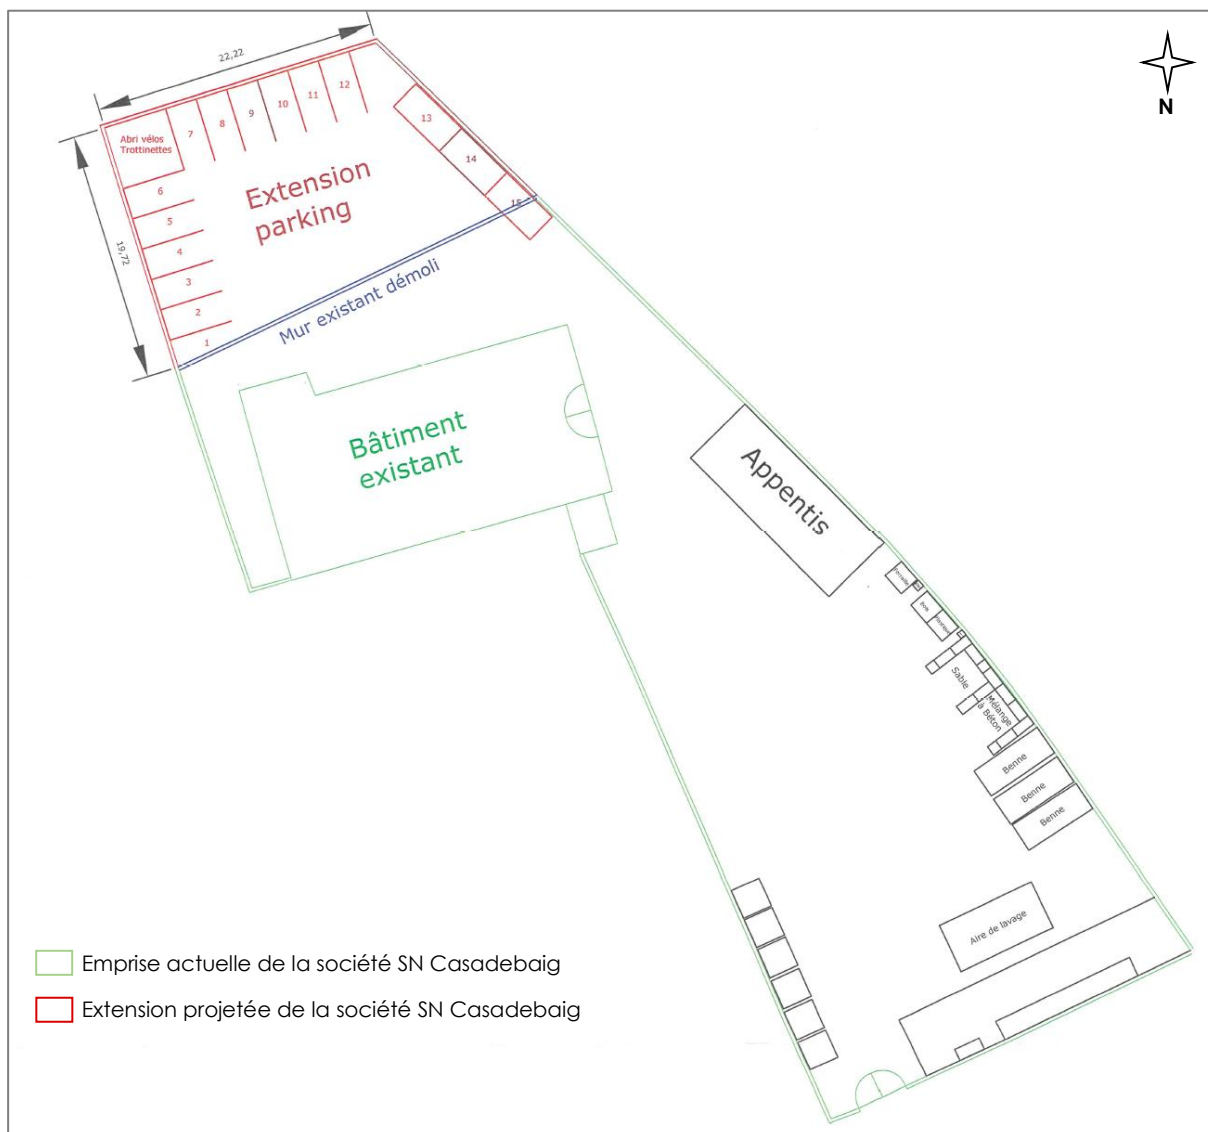 22,22
N
12
11
10
9
8
7
13
Abri vélos
Trottinettes
14
6
Extension
parking
15
5
19,72
4
3
2
1
Mur existant démoli
Bâtiment
existant
Appentis
Ferraille
Bois
Sable
Mélange
à Béton
Benne
Benne
Benne
Aire de lavage
Emprise actuelle de la société SN Casadebaig
Extension projetée de la société SN Casadebaig